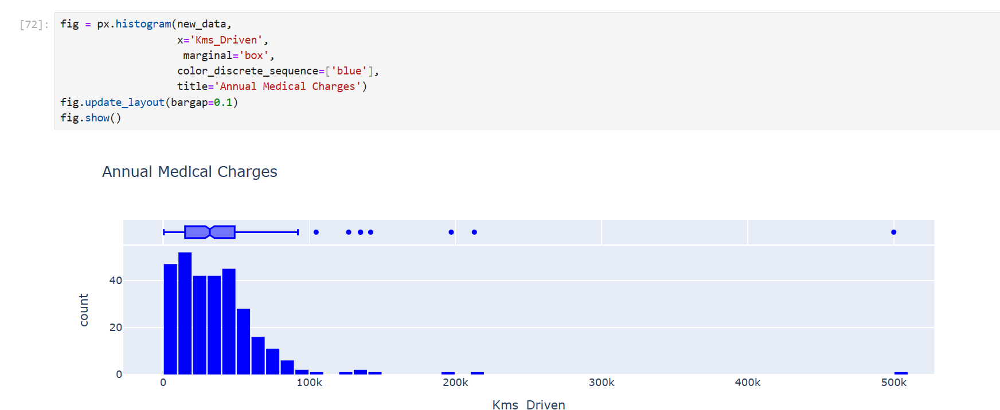 [72]: fig = px.histogram(new_data,
x='Kms_Driven',
marginal='box',
color_discrete_sequence=['blue'],
title='Annual Medical Charges')
fig.update_layout(bargap=0.1)
fig.show()
Annual Medical Charges
count
40
20
0
0 100k 200k 300k 400k 500k
Kms_Driven